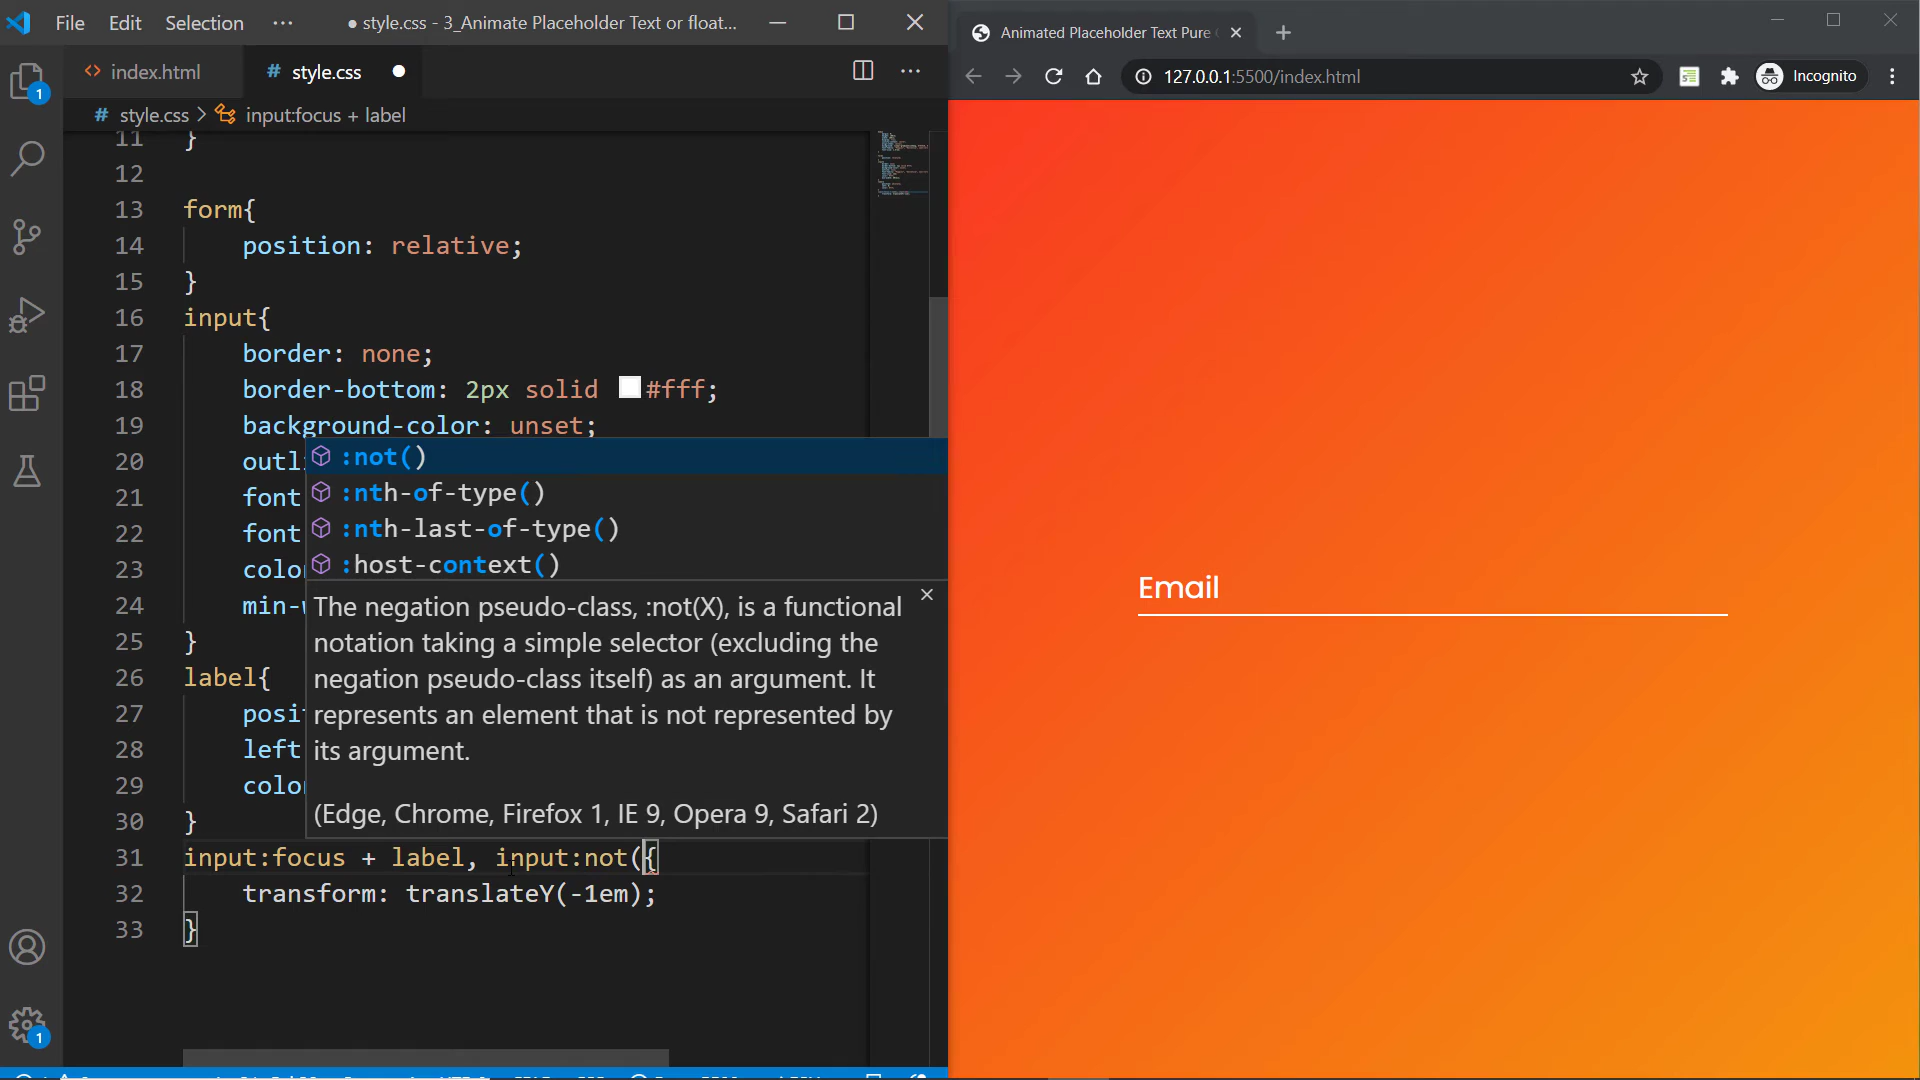 File Edit Selection ··· ● style.css - 3_Animate Placeholder Text or float...
index.html
# style.css ●
# style.css > input:focus + label
11 }
12
13 form{
14 position: relative;
15 }
16 input{
17 border: none;
18 border-bottom: 2px solid #fff;
19 background-color: unset;
20 outl
21 font
22 font
23 colo
24 min-
25 }
26 label{
27 posi
28 left
29 colo
30 }
31 input:focus + label, input:not({
32 transform: translateY(-1em);
33 }
:not()
:nth-of-type()
:nth-last-of-type()
:host-context()
The negation pseudo-class, :not(X), is a functional
notation taking a simple selector (excluding the
negation pseudo-class itself) as an argument. It
represents an element that is not represented by
its argument.
(Edge, Chrome, Firefox 1, IE 9, Opera 9, Safari 2)
1
1
Animated Placeholder Text Pure
127.0.0.1:5500/index.html
Incognito
Email